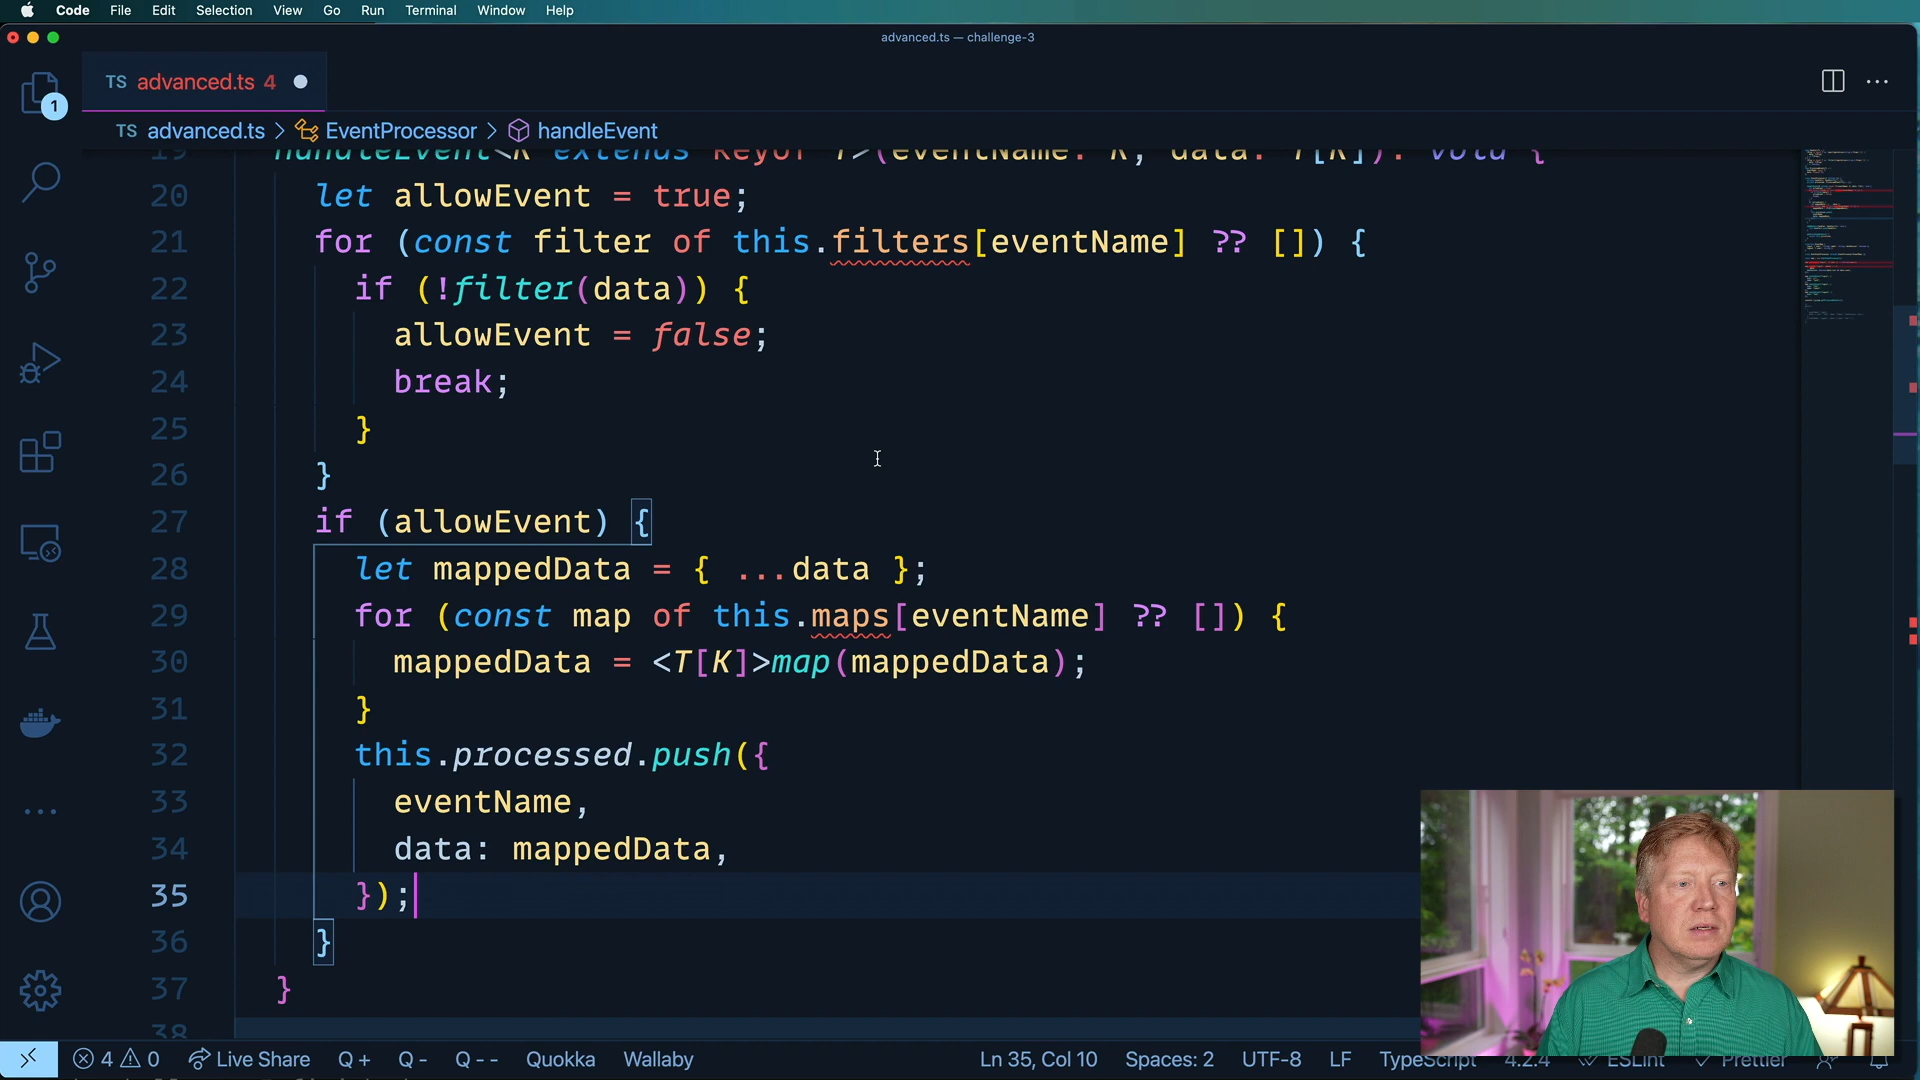 Code File Edit Selection View Go Run Terminal Window Help
advanced.ts — challenge-3
TS advanced.ts 4
1
TS advanced.ts > EventProcessor > handleEvent
19 handleEvent<K extends keyof T>(eventName: K, data: T[K]): void {
20 let allowEvent = true;
21 for (const filter of this.filters[eventName] ?? []) {
22 if (!filter(data)) {
23 allowEvent = false;
24 break;
25 }
26 }
27 if (allowEvent) {
28 let mappedData = { ...data };
29 for (const map of this.maps[eventName] ?? []) {
30 mappedData = <T[K]>map(mappedData);
31 }
32 this.processed.push({
33 eventName,
34 data: mappedData,
35 });
36 }
37 }
38
4 0 Live Share Q+ Q- Q-- Quokka Wallaby Ln 35, Col 10 Spaces: 2 UTF-8 LF TypeScript 4.2.4 ESLint Prettier